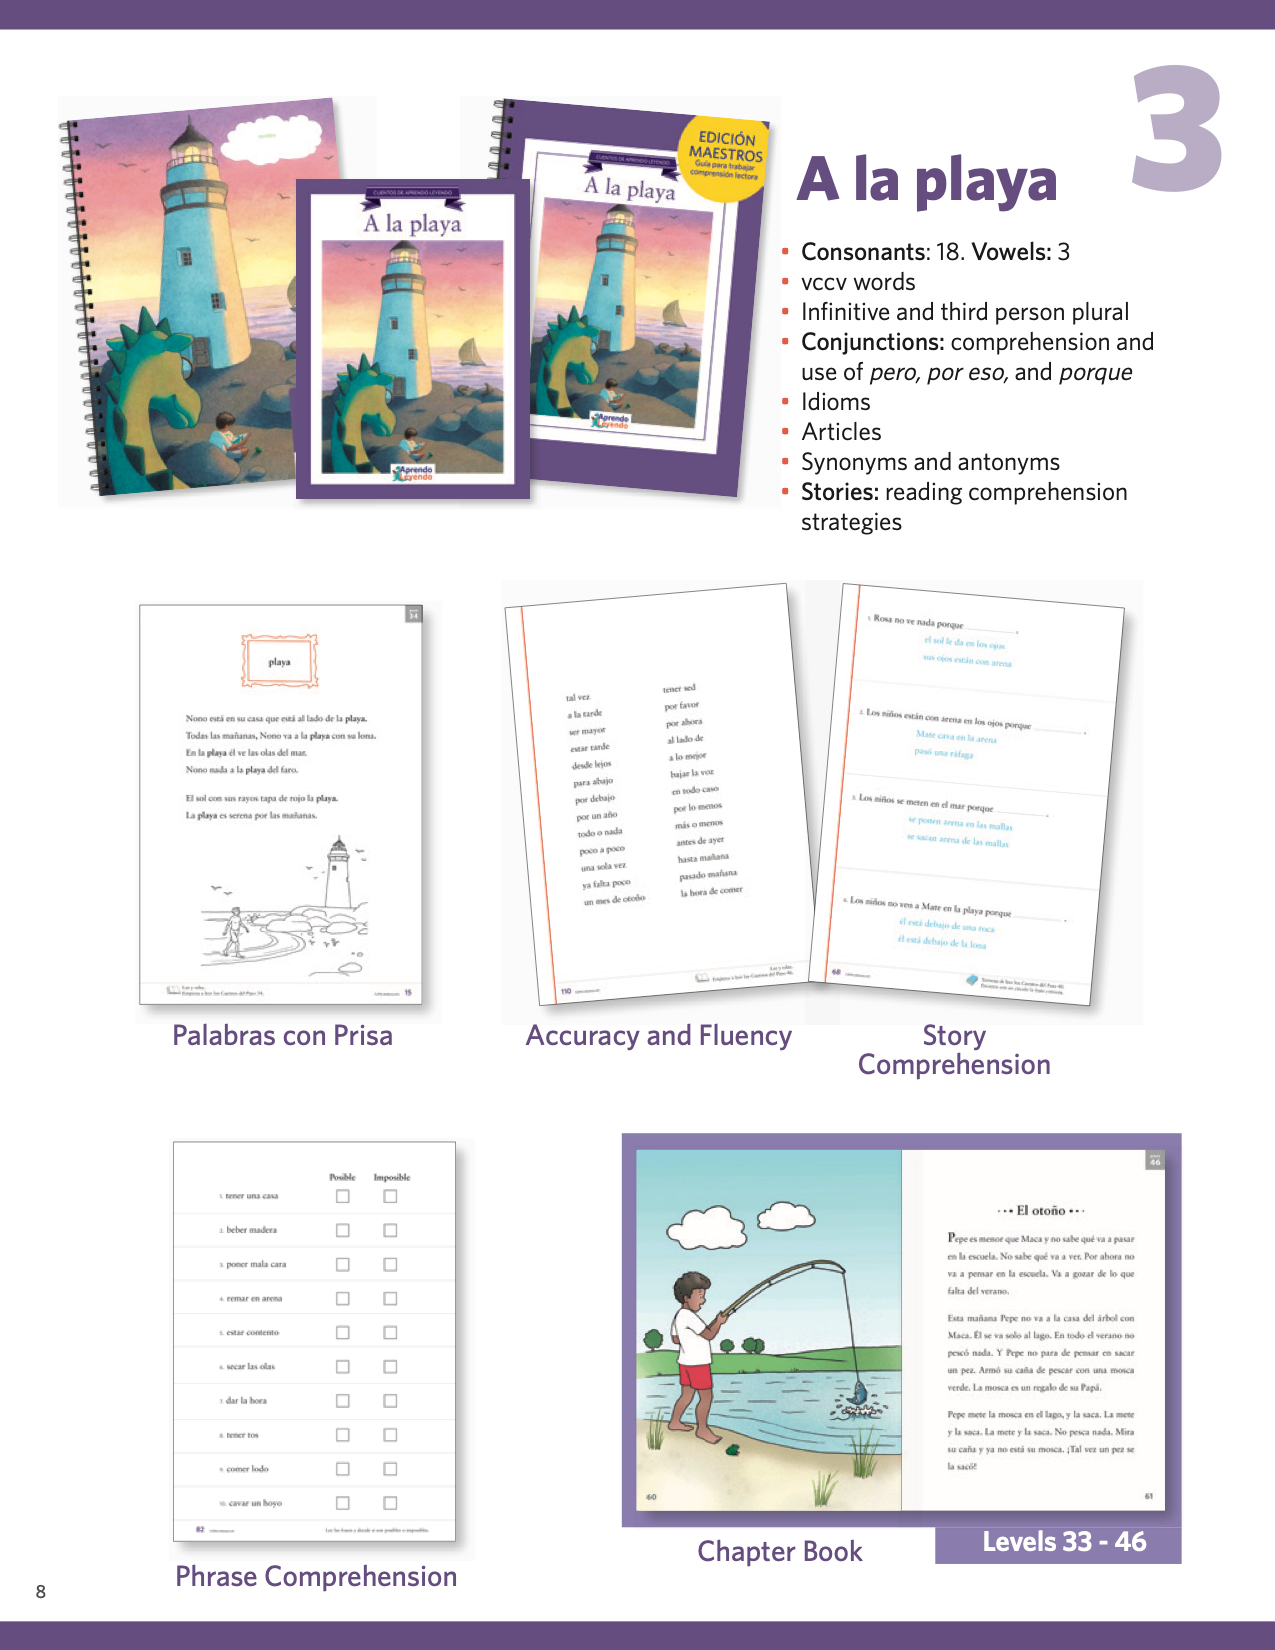 3
nombre
CUENTOS DE APRENDO LEYENDO
A la playa
Aprendo
Leyendo
EDICIÓN
MAESTROS
Guía para trabajar
comprensión lectora
CUENTOS DE APRENDO LEYENDO
A la playa
Aprendo
Leyendo
A la playa
• Consonants: 18. Vowels: 3
• vccv words
• Infinitive and third person plural
• Conjunctions: comprehension and
use of pero, por eso, and porque
• Idioms
• Articles
• Synonyms and antonyms
• Stories: reading comprehension
strategies
34
playa
Nono está en su casa que está al lado de la playa.
Todas las mañanas, Nono va a la playa con su lona.
En la playa él ve las olas del mar.
Nono nada a la playa del faro.
El sol con sus rayos tapa de rojo la playa.
La playa es serena por las mañanas.
Lee y rolea.
Empieza a leer los Cuentos del Paso 34.
15
Palabras con Prisa
tal vez
a la tarde
ser mayor
estar tarde
desde lejos
para abajo
por debajo
por un año
todo o nada
poco a poco
una sola vez
ya falta poco
un mes de otoño
tener sed
por favor
por ahora
al lado de
a lo mejor
bajar la voz
en todo caso
por lo menos
más o menos
antes de ayer
hasta mañana
pasado mañana
la hora de comer
110
Accuracy and Fluency
1. Rosa no ve nada porque ________.
el sol le da en los ojos
sus ojos están con arena
2. Los niños están con arena en los ojos porque ________.
Mate cava en la arena
pasó una ráfaga
3. Los niños se meten en el mar porque ________.
se ponen arena en las mallas
se sacan arena de las mallas
4. Los niños no ven a Mate en la playa porque ________.
él está debajo de una roca
él está debajo de la lona
68
Story
Comprehension
Posible Imposible
1. tener una casa
2. beber madera
3. poner mala cara
4. remar en arena
5. estar contento
6. secar las olas
7. dar la hora
8. tener tos
9. comer lodo
10. cavar un hoyo
82
Lee las frases y decide si son posibles o imposibles.
Phrase Comprehension
46
El otoño
Pepe es menor que Maca y no sabe qué va a pasar
en la escuela. No sabe qué va a ver. Por ahora no
va a pensar en la escuela. Va a gozar de lo que
falta del verano.
Esta mañana Pepe no va a la casa del árbol con
Maca. Él se va solo al lago. En todo el verano no
pescó nada. Y Pepe no para de pensar en sacar
un pez. Armó su caña de pescar con una mosca
verde. La mosca es un regalo de su Papá.
Pepe mete la mosca en el lago, y la saca. La mete
y la saca. La mete y la saca. No pesca nada. Mira
su caña y ya no está su mosca. ¡Tal vez un pez se
la sacó!
60
61
Chapter Book
Levels 33 - 46
8